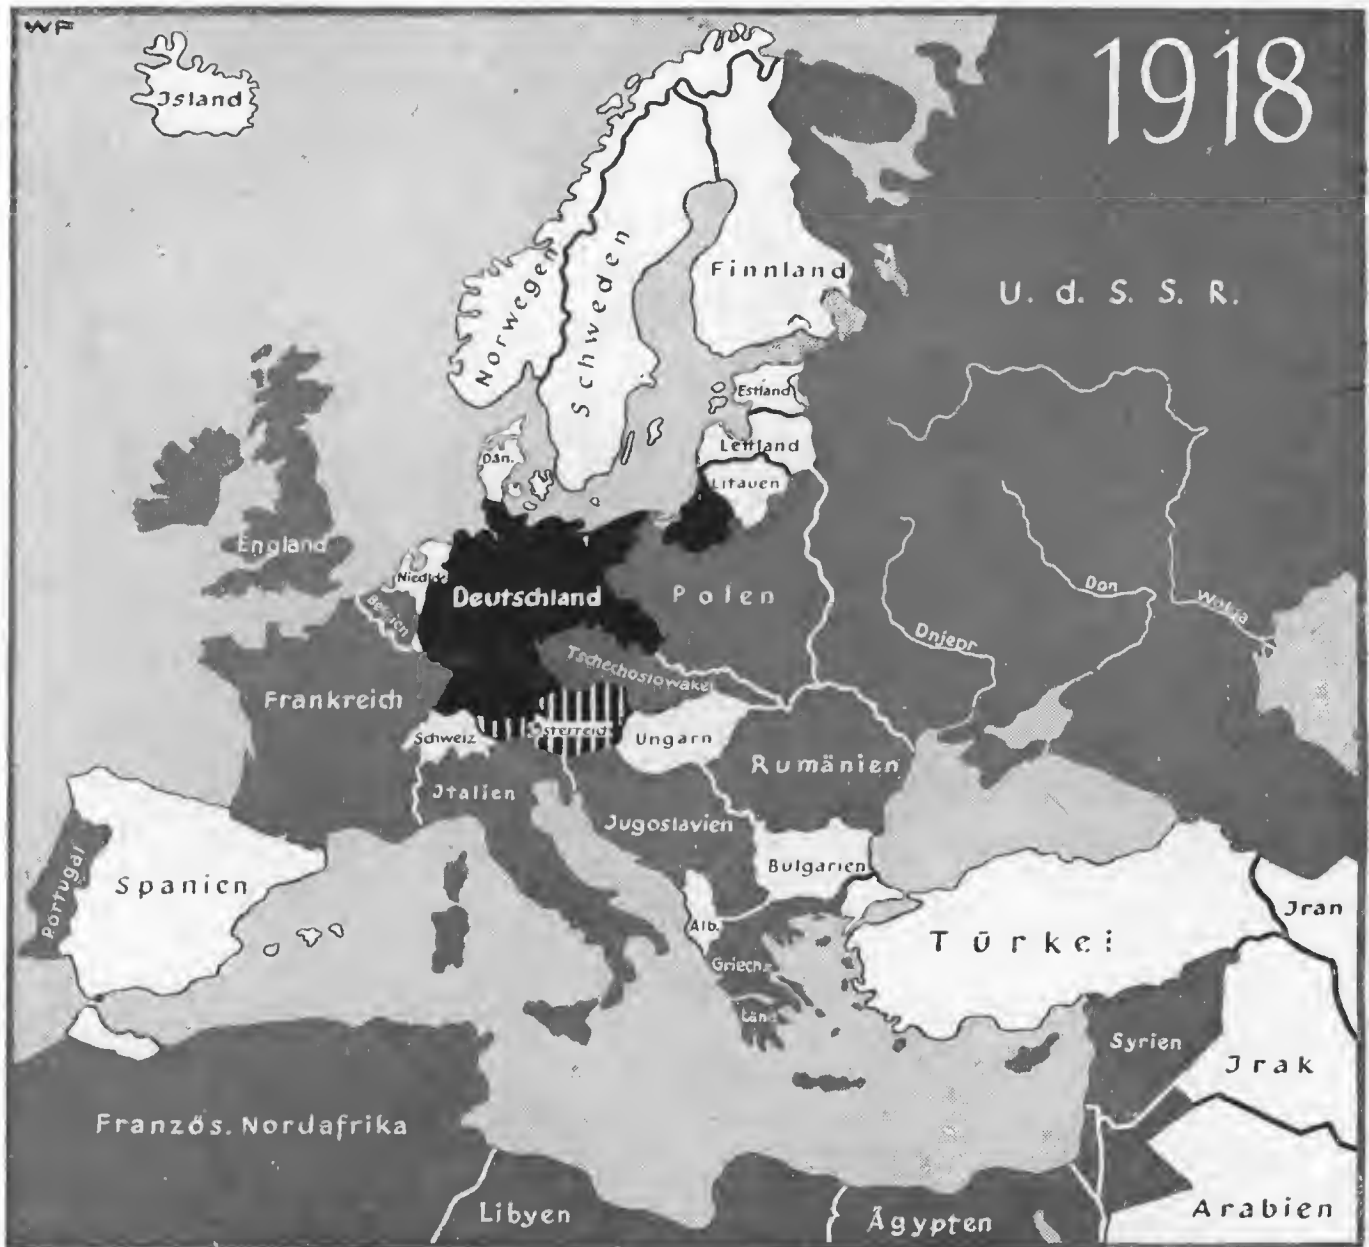 WF
1918
Jsland
Norwegen
Schweden
Finnland
U. d. S. S. R.
Estland
Lettland
Litauen
Dän.
England
Niedlde
Belgien
Deutschland
Polen
Don
Wolga
Dnjepr
Tschechoslowakei
Frankreich
Schweiz
Österreich
Ungarn
Rumänien
Jtalien
Jugoslavien
Bulgarien
Portugal
Spanien
Alb.
Griech.
Land
Türkei
Jran
Syrien
Jrak
Französ. Nordafrika
Libyen
Ägypten
Arabien